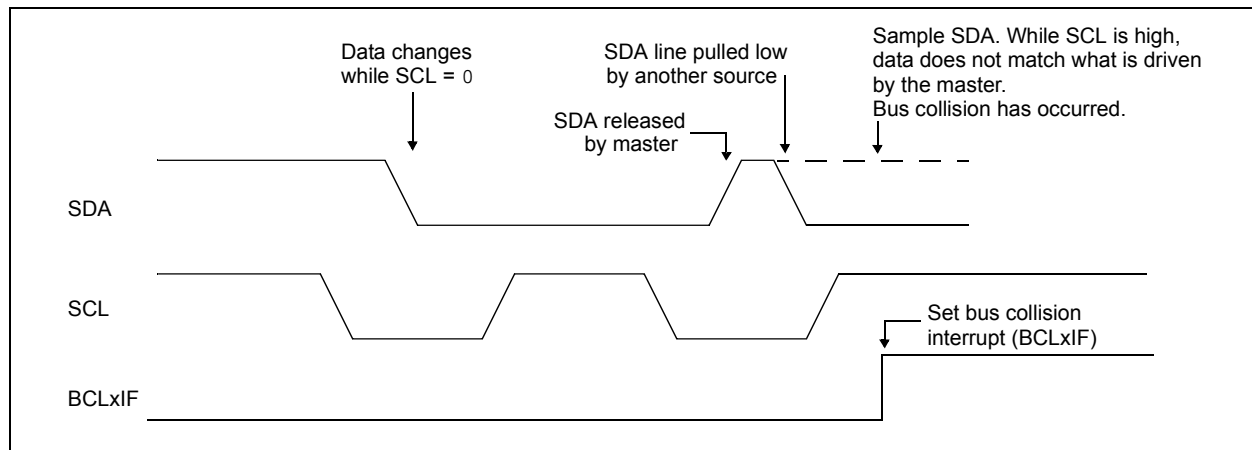 Data changes
while SCL = 0
SDA line pulled low
by another source
SDA released
by master
Sample SDA. While SCL is high,
data does not match what is driven
by the master.
Bus collision has occurred.
SDA
SCL
Set bus collision
interrupt (BCLxIF)
BCLxIF